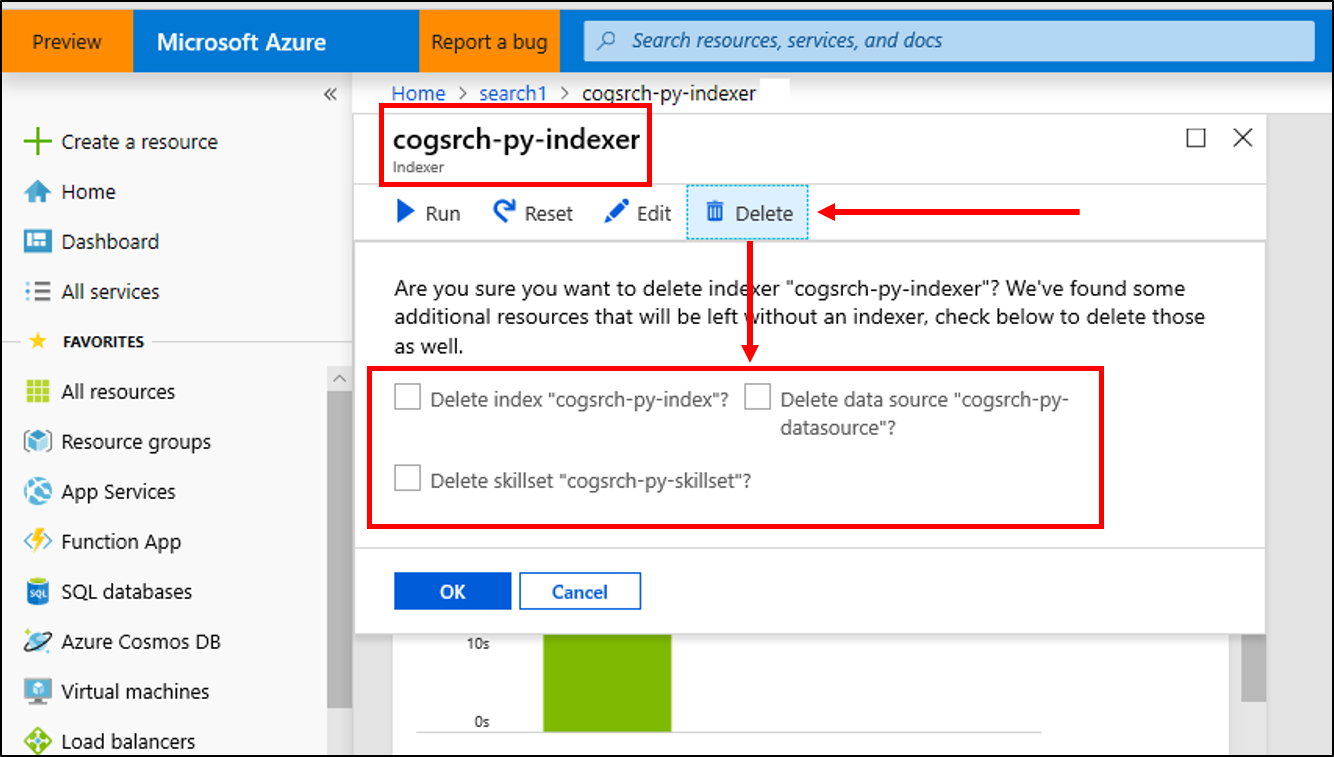 Preview
Microsoft Azure
Report a bug
Search resources, services, and docs
«
Home > search1 > cogsrch-py-indexer
Create a resource
Home
Dashboard
All services
FAVORITES
All resources
Resource groups
App Services
Function App
SQL databases
Azure Cosmos DB
Virtual machines
Load balancers
cogsrch-py-indexer
Indexer
Run
Reset
Edit
Delete
Are you sure you want to delete indexer "cogsrch-py-indexer"? We've found some
additional resources that will be left without an indexer, check below to delete those
as well.
Delete index "cogsrch-py-index"?
Delete data source "cogsrch-py-
datasource"?
Delete skillset "cogsrch-py-skillset"?
OK
Cancel
10s
0s